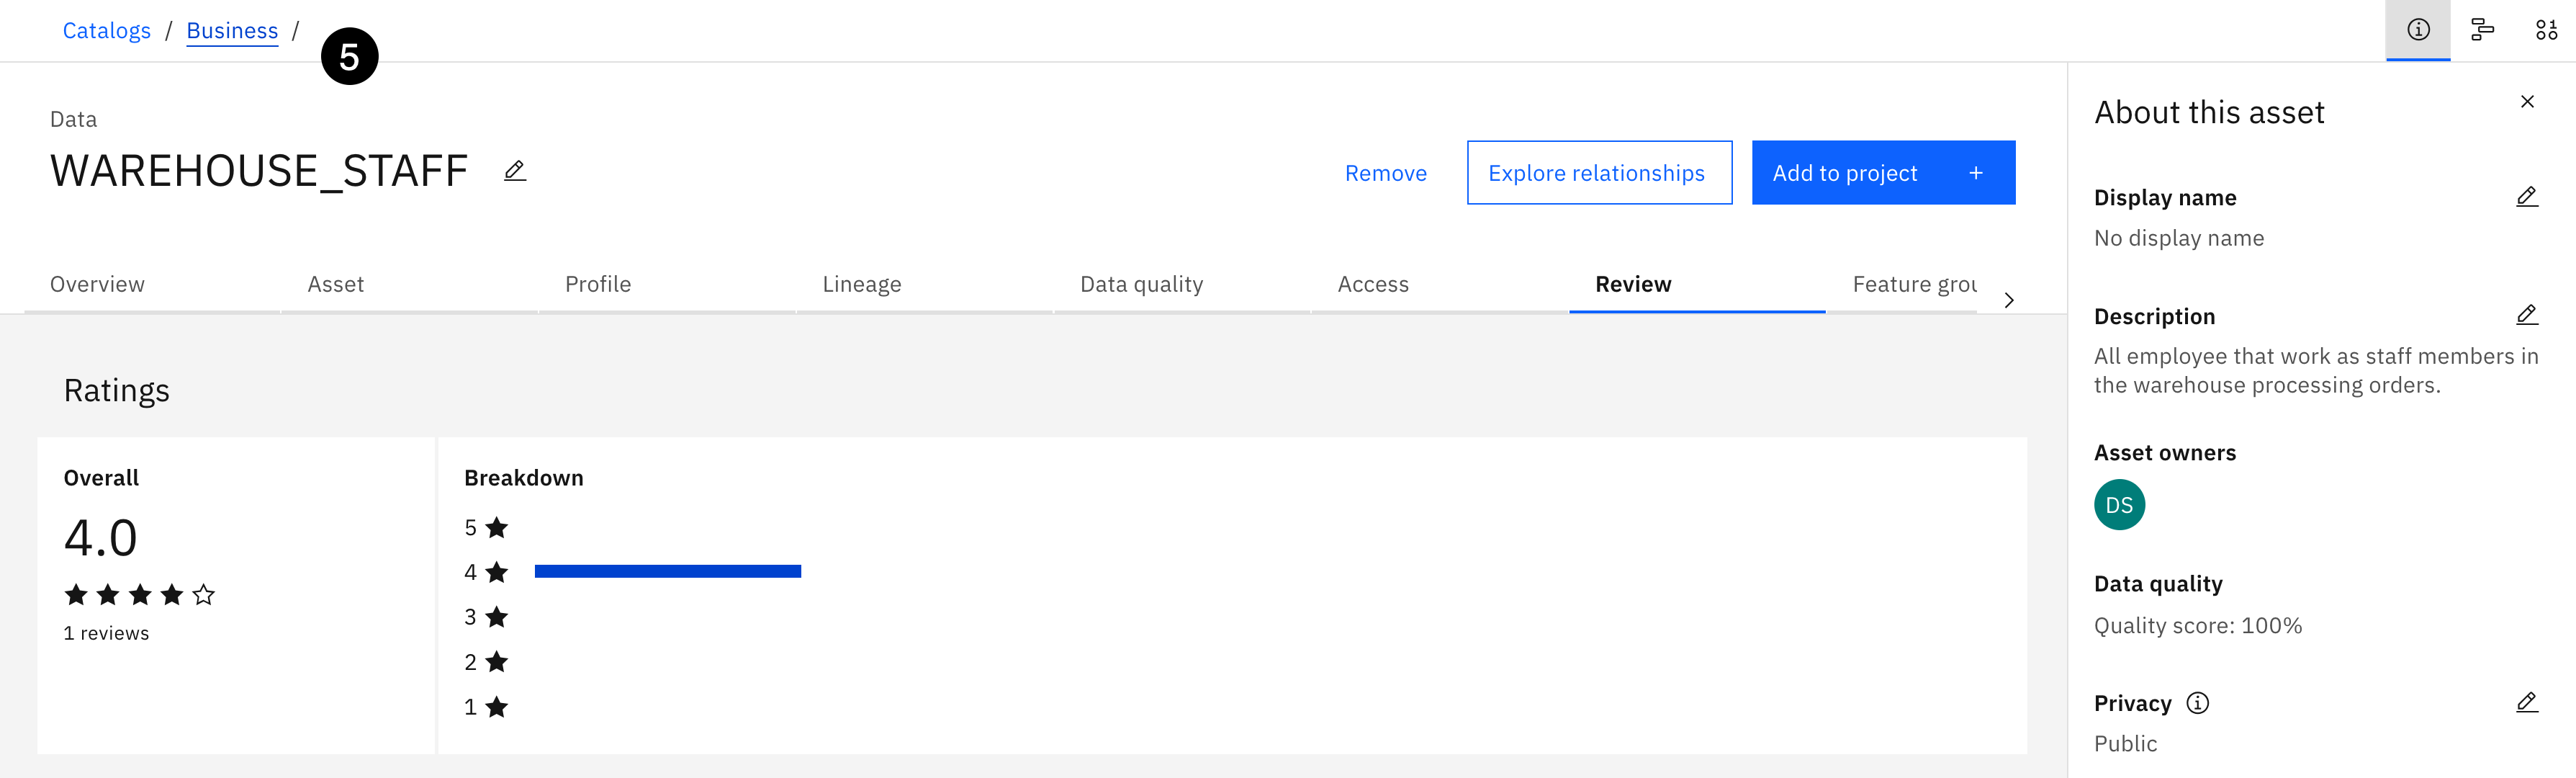 Catalogs / Business /
5
Data
WAREHOUSE_STAFF
Remove
Explore relationships
Add to project +
Overview
Asset
Profile
Lineage
Data quality
Access
Review
Feature grou
Ratings
Overall
4.0
1 reviews
Breakdown
5
4
3
2
1
About this asset
Display name
No display name
Description
All employee that work as staff members in
the warehouse processing orders.
Asset owners
DS
Data quality
Quality score: 100%
Privacy
Public